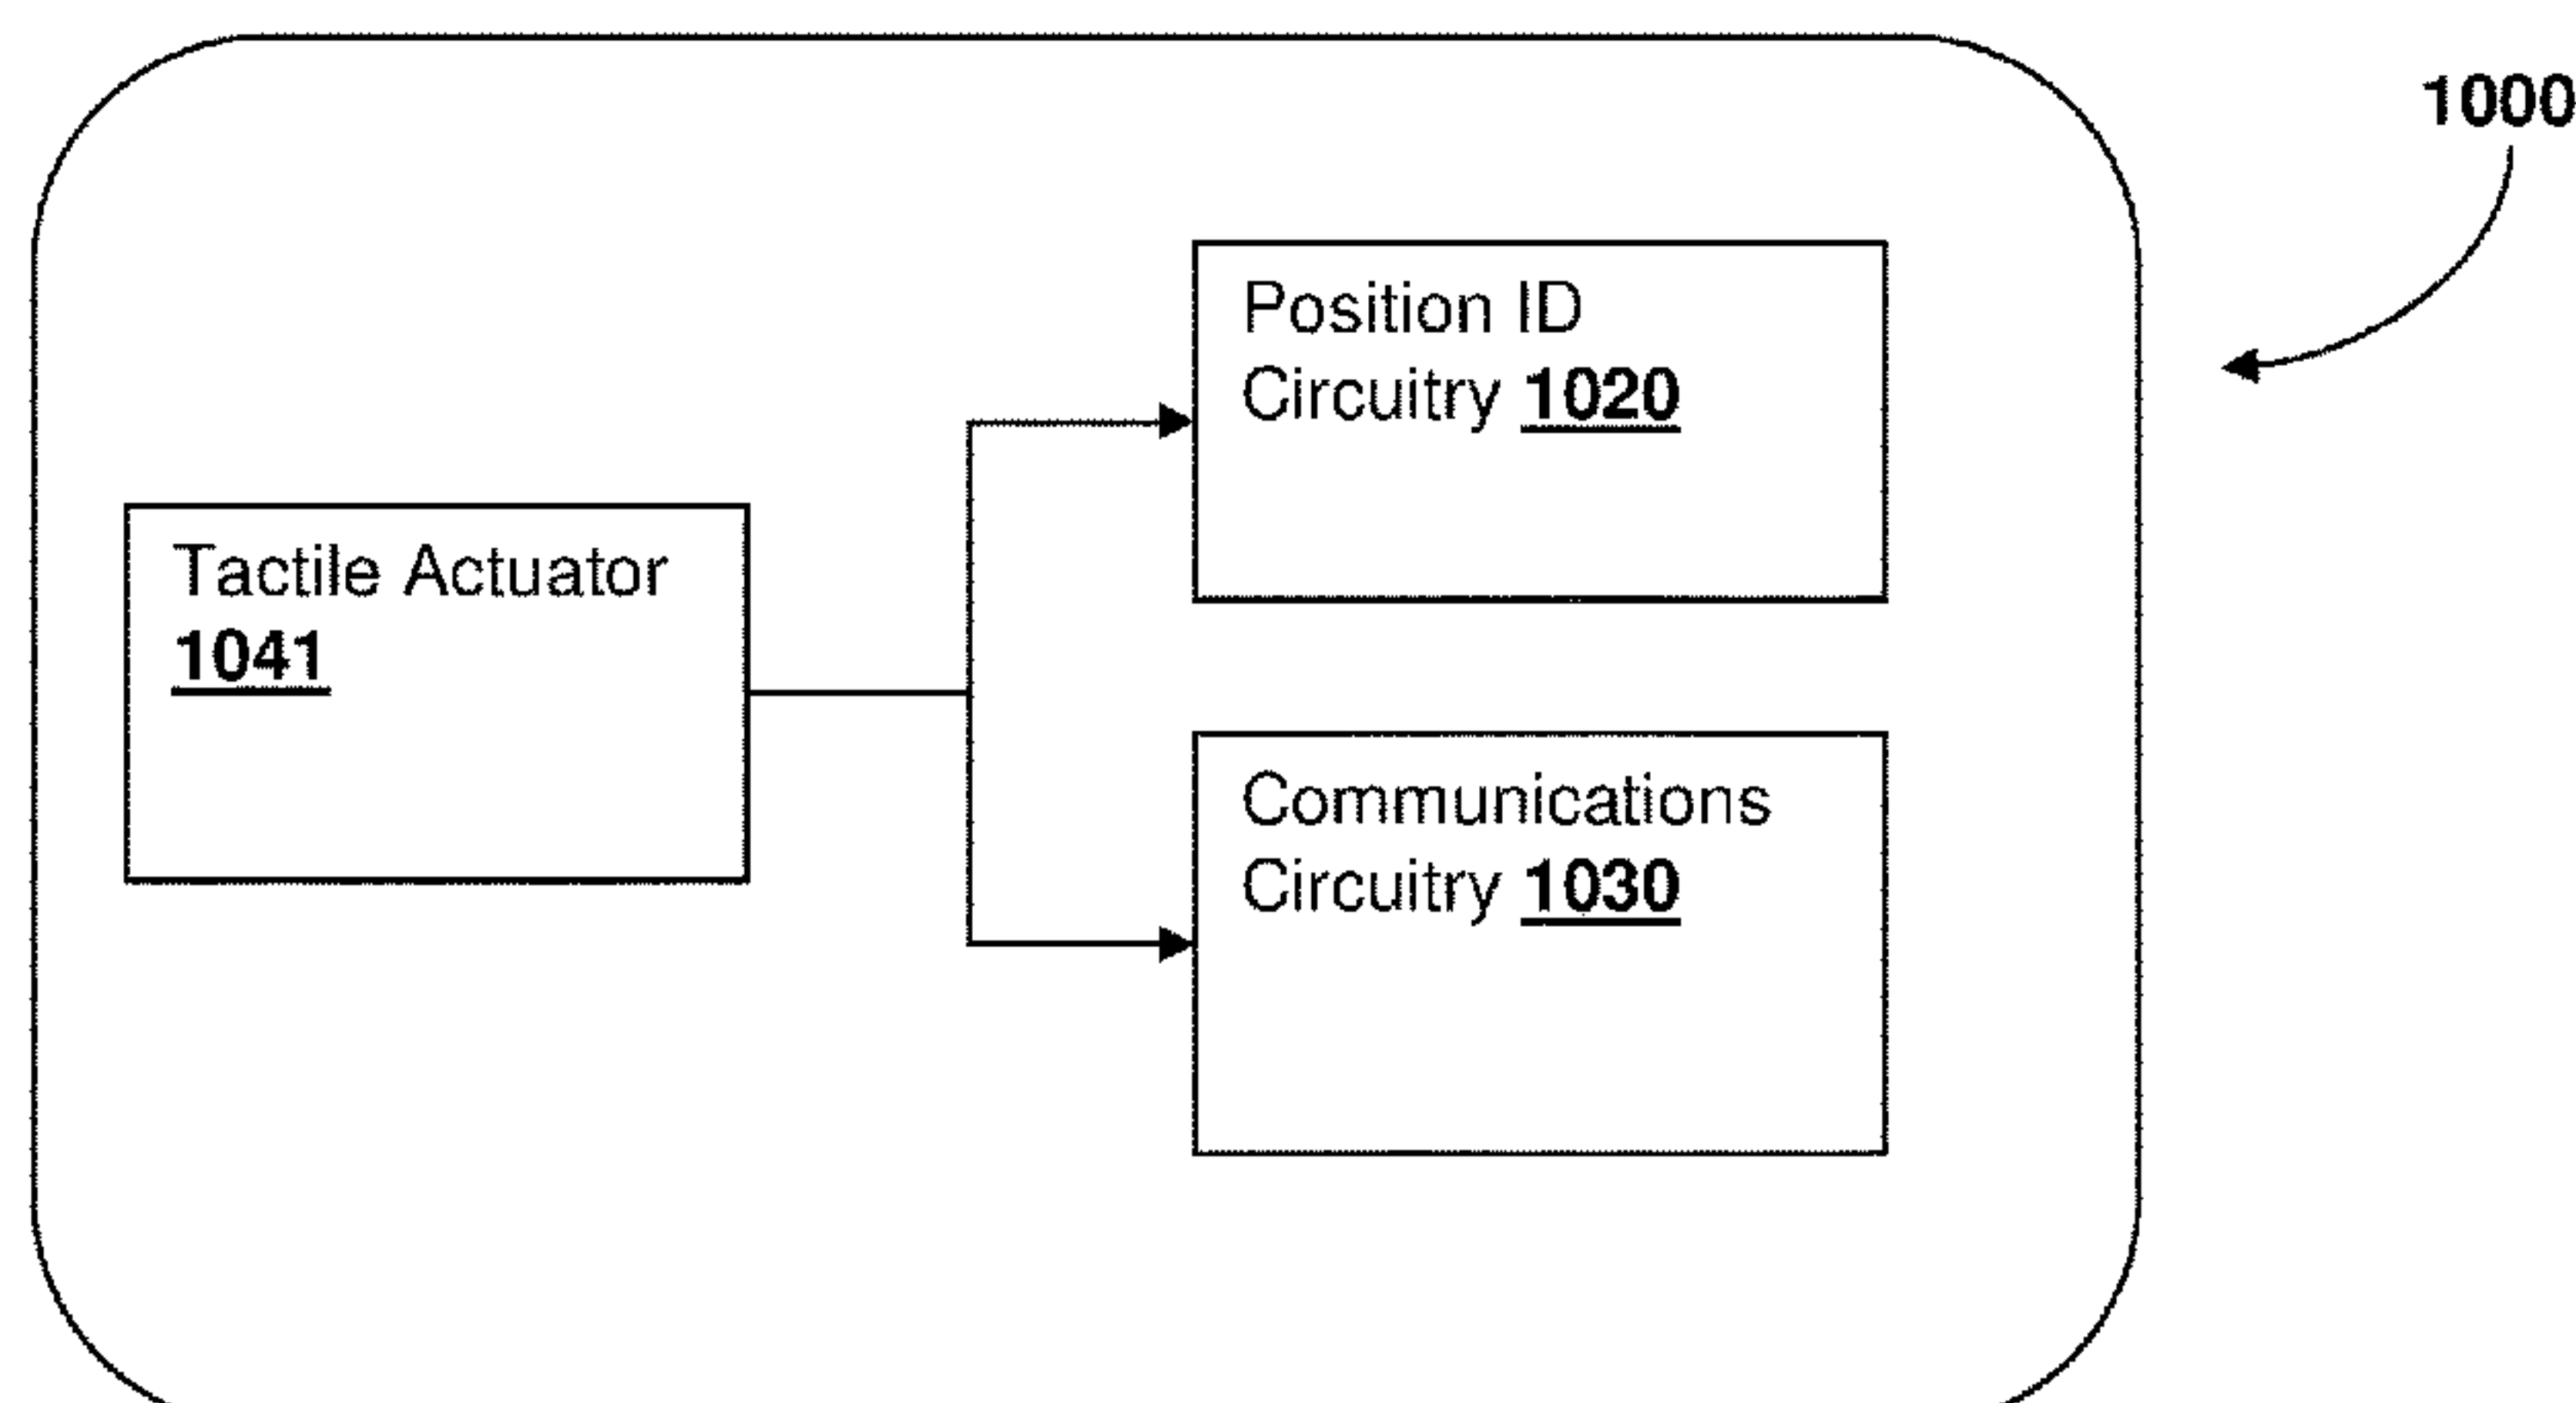 1000
Position ID
Circuitry 1020
Tactile Actuator
1041
Communications
Circuitry 1030